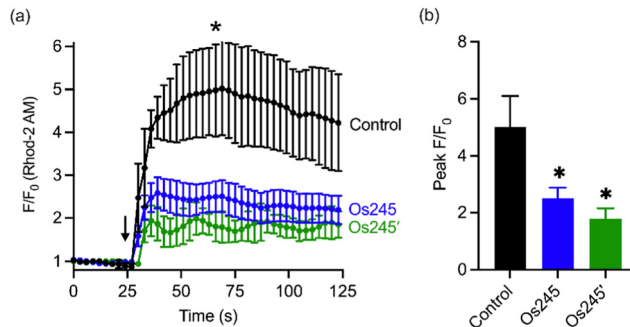 (a)
*
6
5
4
3
2
1
F/F₀ (Rhod-2 AM)
Control
Os245
Os245′
0 25 50 75 100 125
Time (s)
(b)
8
6
4
2
0
Peak F/F₀
* *
Control Os245 Os245′